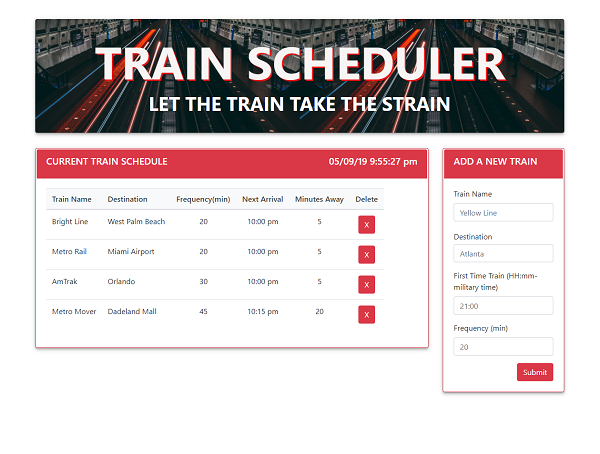 TRAIN SCHEDULER
LET THE TRAIN TAKE THE STRAIN
CURRENT TRAIN SCHEDULE 05/09/19 9:55:27 pm
Train Name Destination Frequency(min) Next Arrival Minutes Away Delete
Bright Line West Palm Beach 20 10:00 pm 5 X
Metro Rail Miami Airport 20 10:00 pm 5 X
AmTrak Orlando 30 10:00 pm 5 X
Metro Mover Dadeland Mall 45 10:15 pm 20 X
ADD A NEW TRAIN
Train Name
Yellow Line
Destination
Atlanta
First Time Train (HH:mm-
military time)
21:00
Frequency (min)
20
Submit